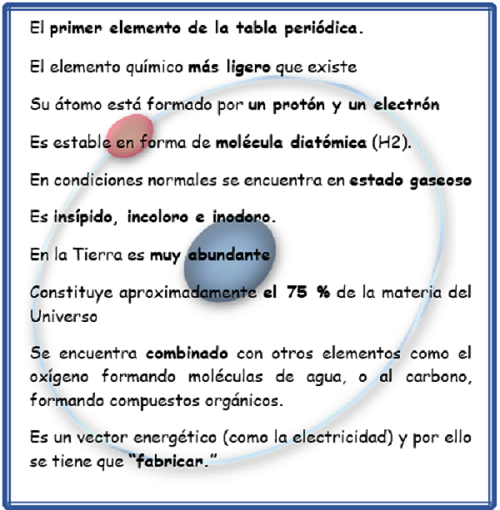 El primer elemento de la tabla periódica.
El elemento químico más ligero que existe
Su átomo está formado por un protón y un electrón
Es estable en forma de molécula diatómica (H2).
En condiciones normales se encuentra en estado gaseoso
Es insípido, incoloro e inodoro.
En la Tierra es muy abundante
Constituye aproximadamente el 75 % de la materia del
Universo
Se encuentra combinado con otros elementos como el
oxígeno formando moléculas de agua, o al carbono,
formando compuestos orgánicos.
Es un vector energético (como la electricidad) y por ello
se tiene que “fabricar.”